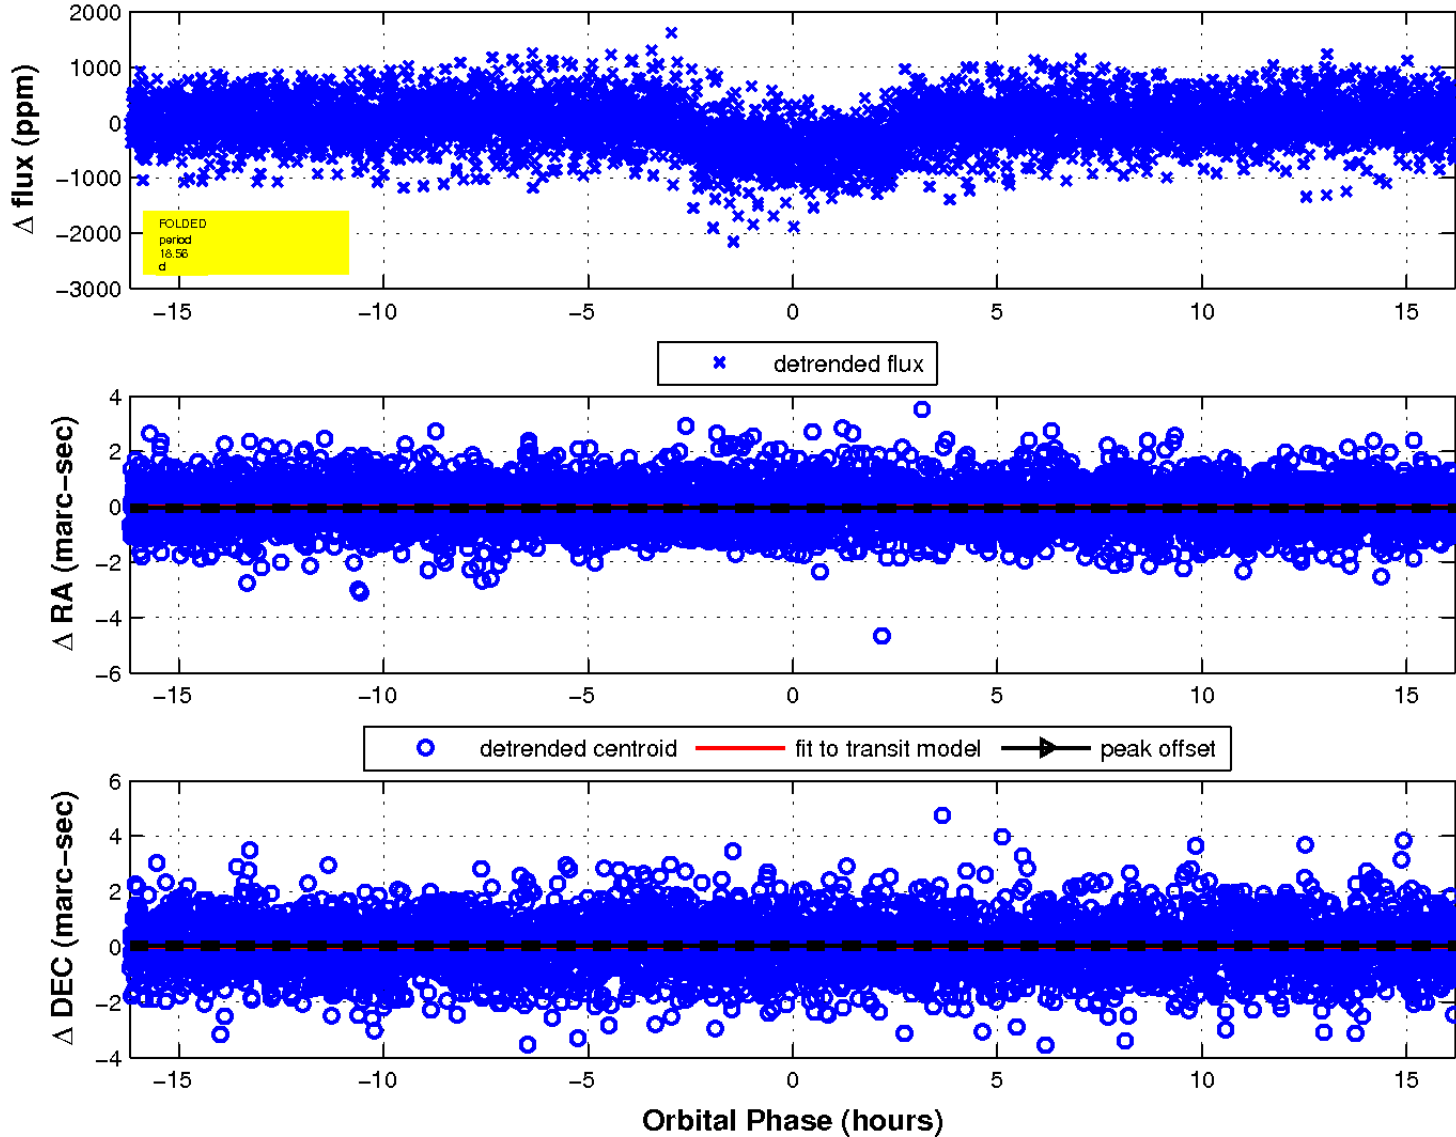 2000
1000
0
−1000
−2000
−3000
Δ flux (ppm)
FOLDED
period
18.56
d
−15 −10 −5 0 5 10 15
detrended flux
4
2
0
−2
−4
−6
Δ RA (marc−sec)
−15 −10 −5 0 5 10 15
detrended centroid fit to transit model peak offset
6
4
2
0
−2
−4
Δ DEC (marc−sec)
−15 −10 −5 0 5 10 15
Orbital Phase (hours)